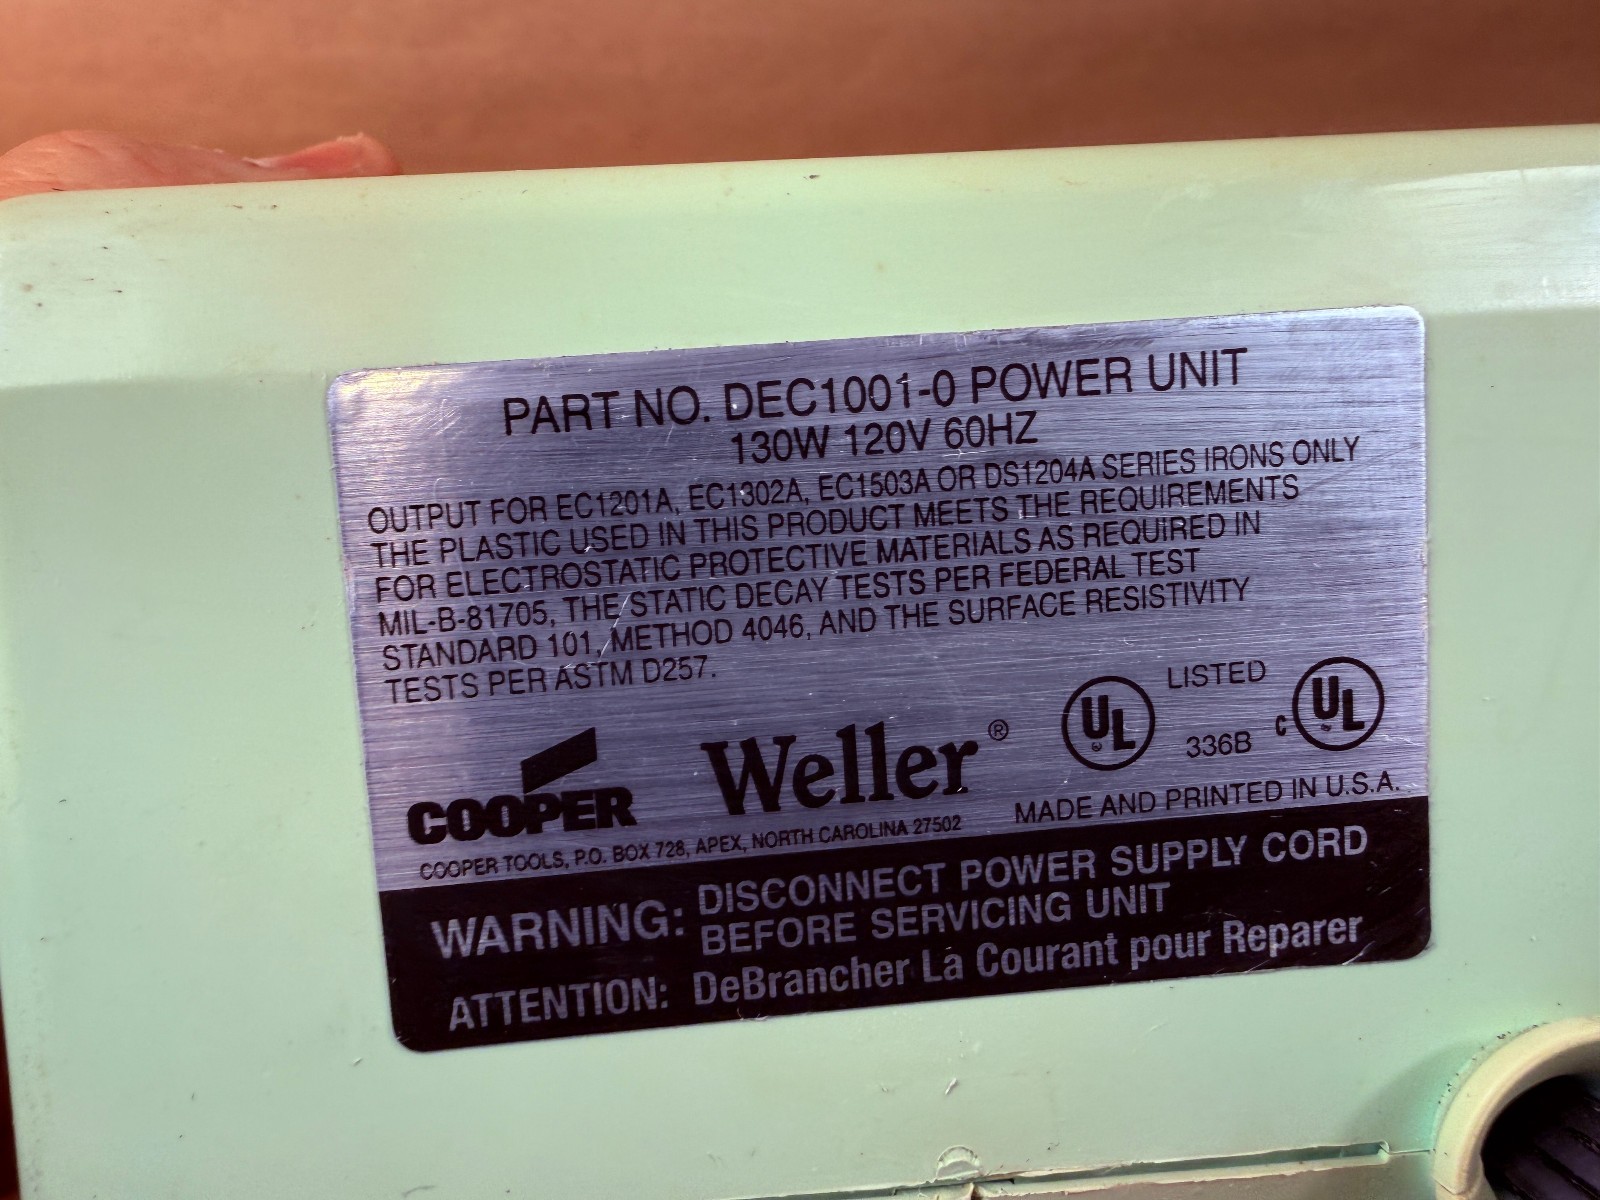 PART NO. DEC1001-0 POWER UNIT
130W 120V 60HZ
OUTPUT FOR EC1201A, EC1302A, EC1503A OR DS1204A SERIES IRONS ONLY
THE PLASTIC USED IN THIS PRODUCT MEETS THE REQUIREMENTS
FOR ELECTROSTATIC PROTECTIVE MATERIALS AS REQUIRED IN
MIL-B-81705, THE STATIC DECAY TESTS PER FEDERAL TEST
STANDARD 101, METHOD 4046, AND THE SURFACE RESISTIVITY
TESTS PER ASTM D257.
COOPER
Weller®
UL
LISTED
336B
C UL
COOPER TOOLS, P.O. BOX 728, APEX, NORTH CAROLINA 27502
MADE AND PRINTED IN U.S.A.
WARNING: DISCONNECT POWER SUPPLY CORD
BEFORE SERVICING UNIT
ATTENTION: DeBrancher Là Courant pour Reparer